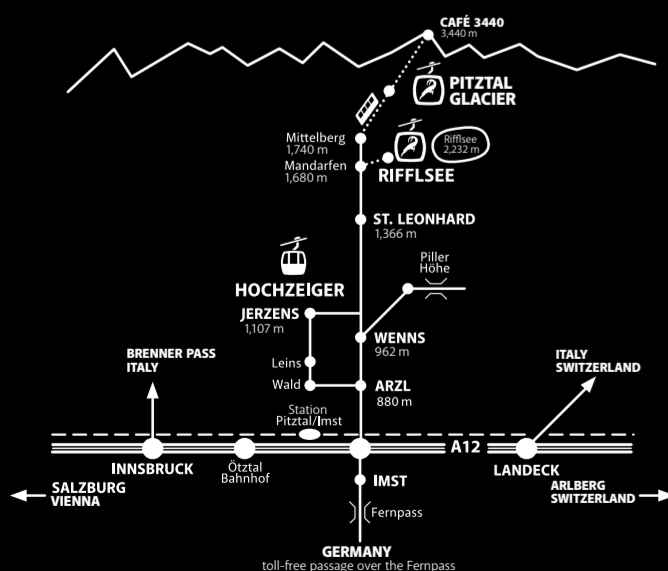 CAFÉ 3440
3,440 m
PITZTAL
GLACIER
Mittelberg
1,740 m
Rifflsee
2,232 m
Mandarfen
1,680 m
RIFFLSEE
ST. LEONHARD
1,366 m
Piller
Höhe
HOCHZEIGER
JERZENS
1,107 m
WENNS
962 m
BRENNER PASS
ITALY
ITALY
SWITZERLAND
Leins
Wald
ARZL
880 m
Station
Pitztal/Imst
A12
INNSBRUCK
Ötztal
Bahnhof
LANDECK
IMST
SALZBURG
VIENNA
ARLBERG
SWITZERLAND
Fernpass
GERMANY
toll-free passage over the Fernpass